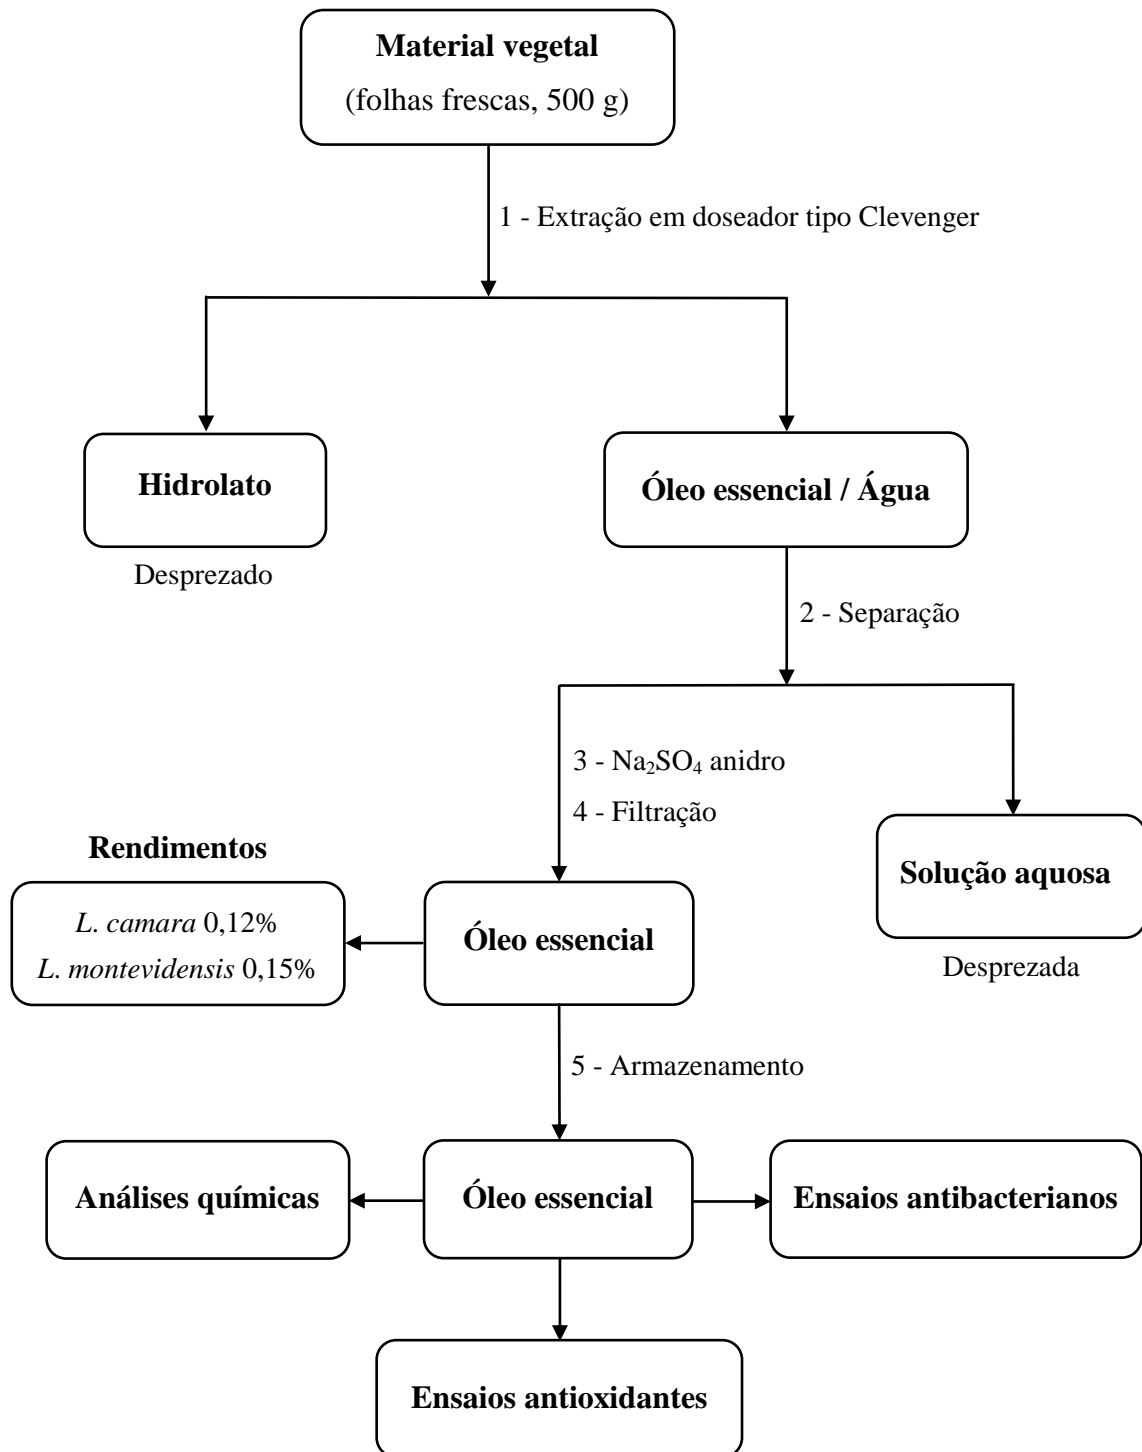 Material vegetal
(folhas frescas, 500 g)
1 - Extração em doseador tipo Clevenger
Hidrolato
Desprezado
Óleo essencial / Água
2 - Separação
3 - Na₂SO₄ anidro
4 - Filtração
Solução aquosa
Desprezada
Rendimentos
L. camara 0,12%
L. montevidensis 0,15%
Óleo essencial
5 - Armazenamento
Análises químicas
Óleo essencial
Ensaios antibacterianos
Ensaios antioxidantes